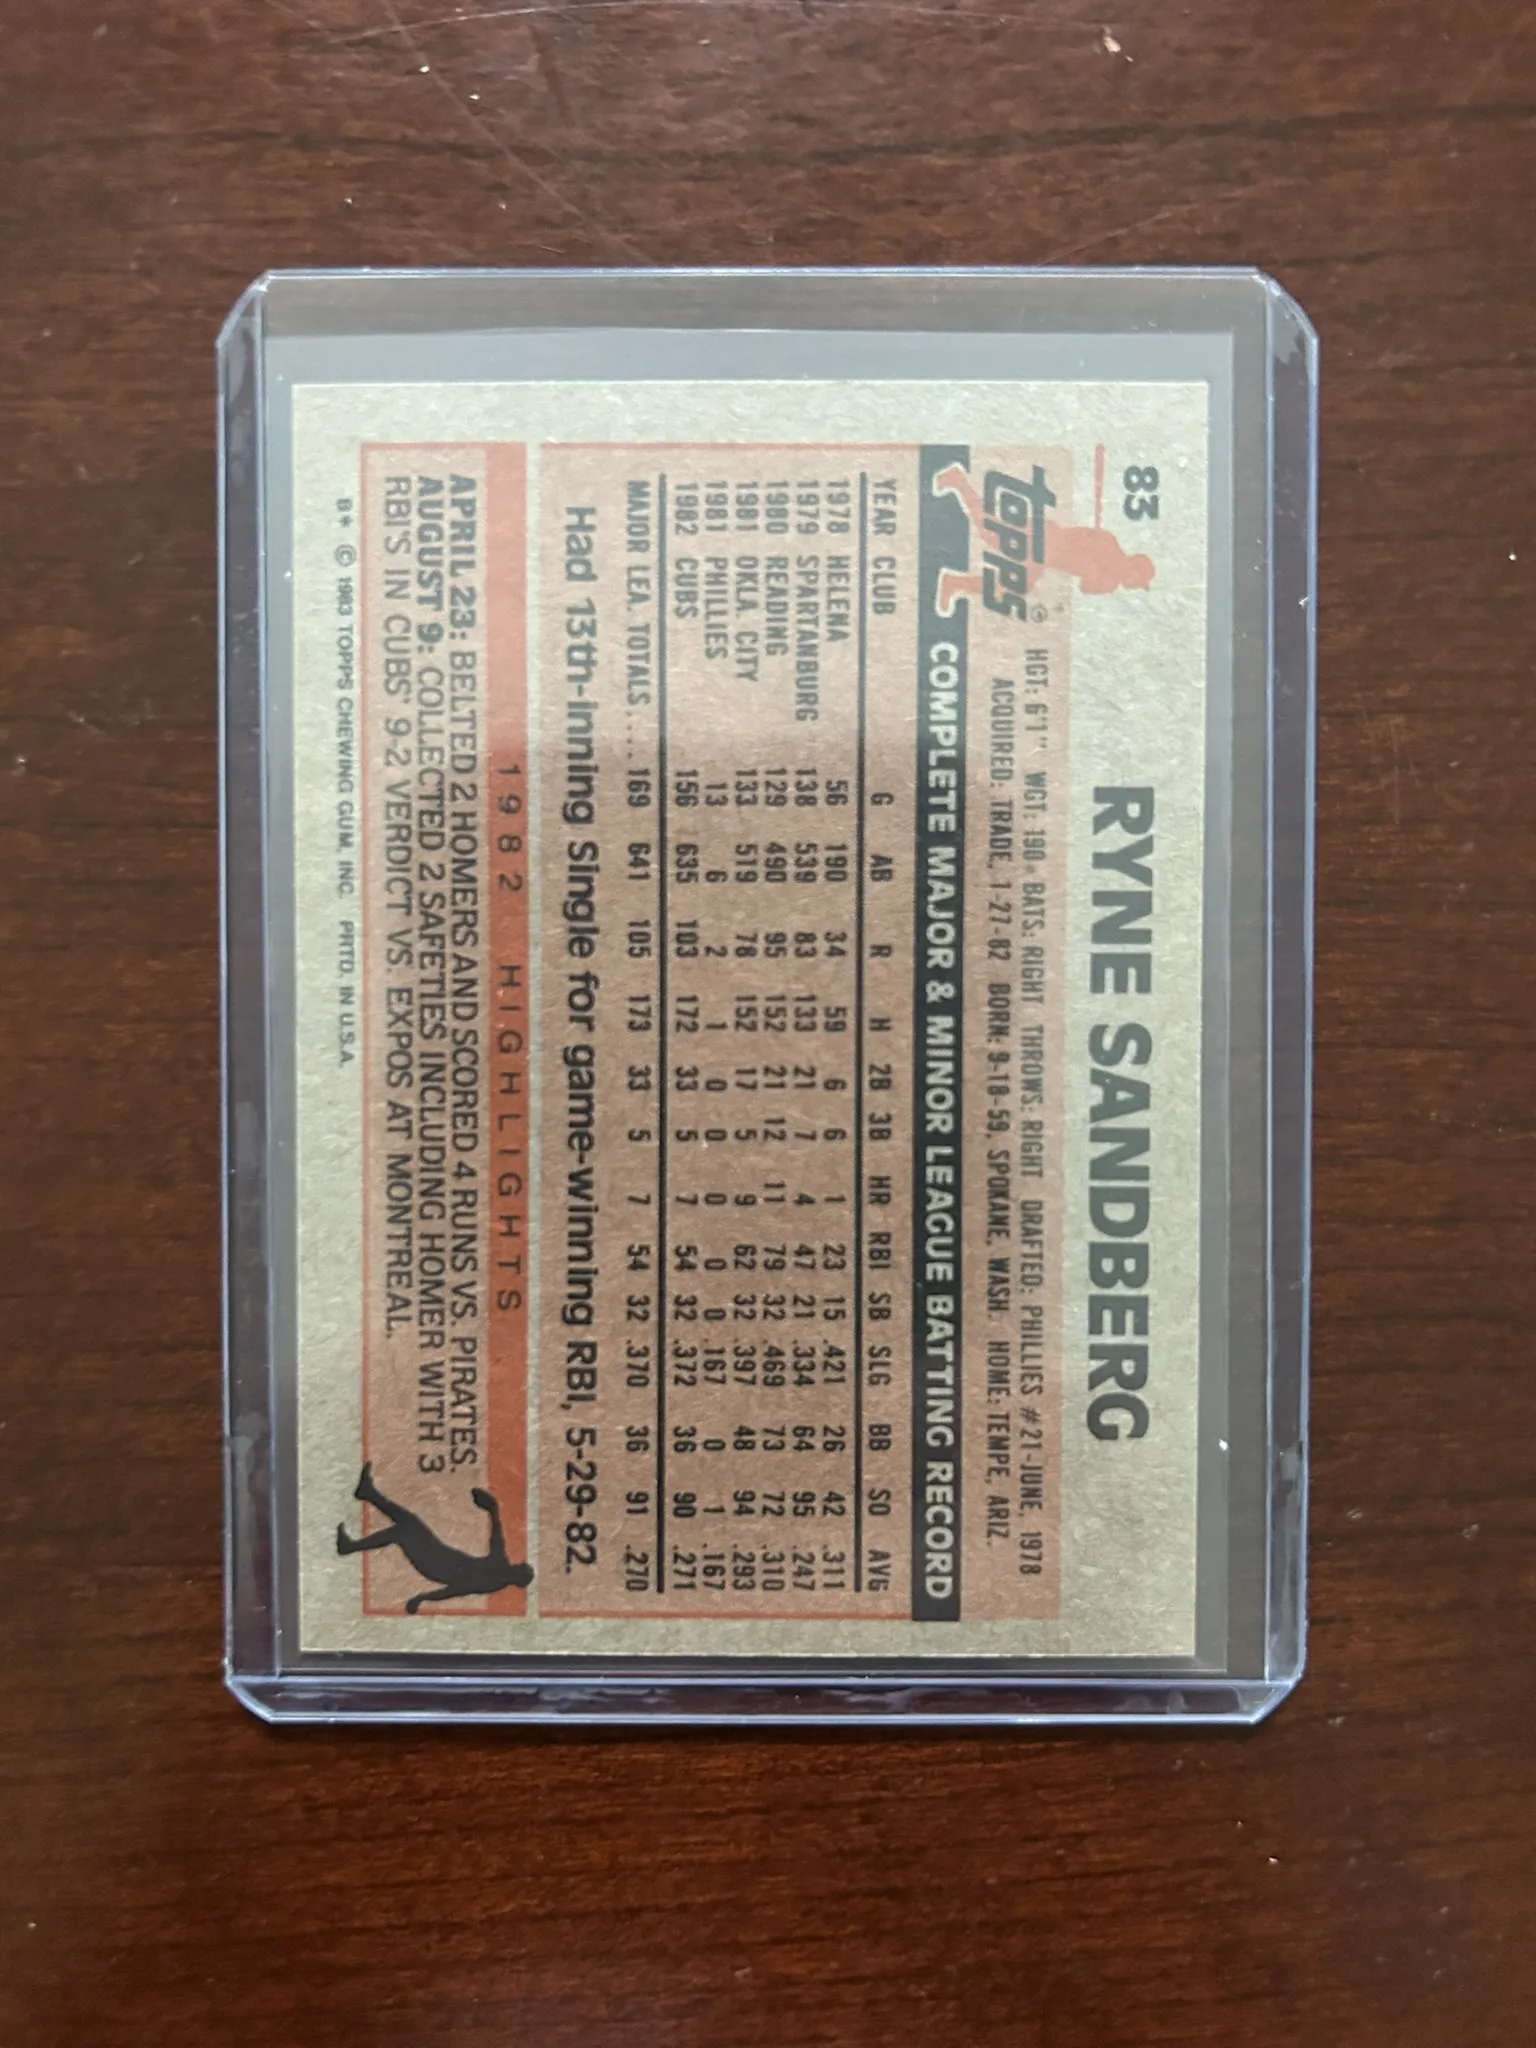 83
RYNE SANDBERG
topps
HGT: 6'1" WGT: 190 BATS: RIGHT THROWS: RIGHT DRAFTED: PHILLIES #21-JUNE, 1978
ACQUIRED: TRADE, 1-27-82 BORN: 9-18-59, SPOKANE, WASH. HOME: TEMPE, ARIZ.
COMPLETE MAJOR & MINOR LEAGUE BATTING RECORD
YEAR CLUB G AB R H 2B 3B HR RBI SB SLG BB SO AVG
1978 HELENA 56 190 34 59 6 6 1 23 15 .421 26 42 .311
1979 SPARTANBURG 138 539 83 133 21 7 4 47 21 .334 64 95 .247
1980 READING 129 490 95 152 21 12 11 79 32 .469 73 72 .310
1981 OKLA. CITY 133 519 78 152 17 5 9 62 32 .397 48 94 .293
1981 PHILLIES 13 6 2 1 0 0 0 0 0 .167 0 1 .167
1982 CUBS 156 635 103 172 33 5 7 54 32 .372 36 90 .271
MAJOR LEA. TOTALS.... 169 641 105 173 33 5 7 54 32 .370 36 91 .270
Had 13th-inning Single for game-winning RBI, 5-29-82.
1982 HIGHLIGHTS
APRIL 23: BELTED 2 HOMERS AND SCORED 4 RUNS VS. PIRATES.
AUGUST 9: COLLECTED 2 SAFETIES INCLUDING HOMER WITH 3
RBI'S IN CUBS' 9-2 VERDICT VS. EXPOS AT MONTREAL.
B* © 1983 TOPPS CHEWING GUM, INC. PRTD. IN U.S.A.